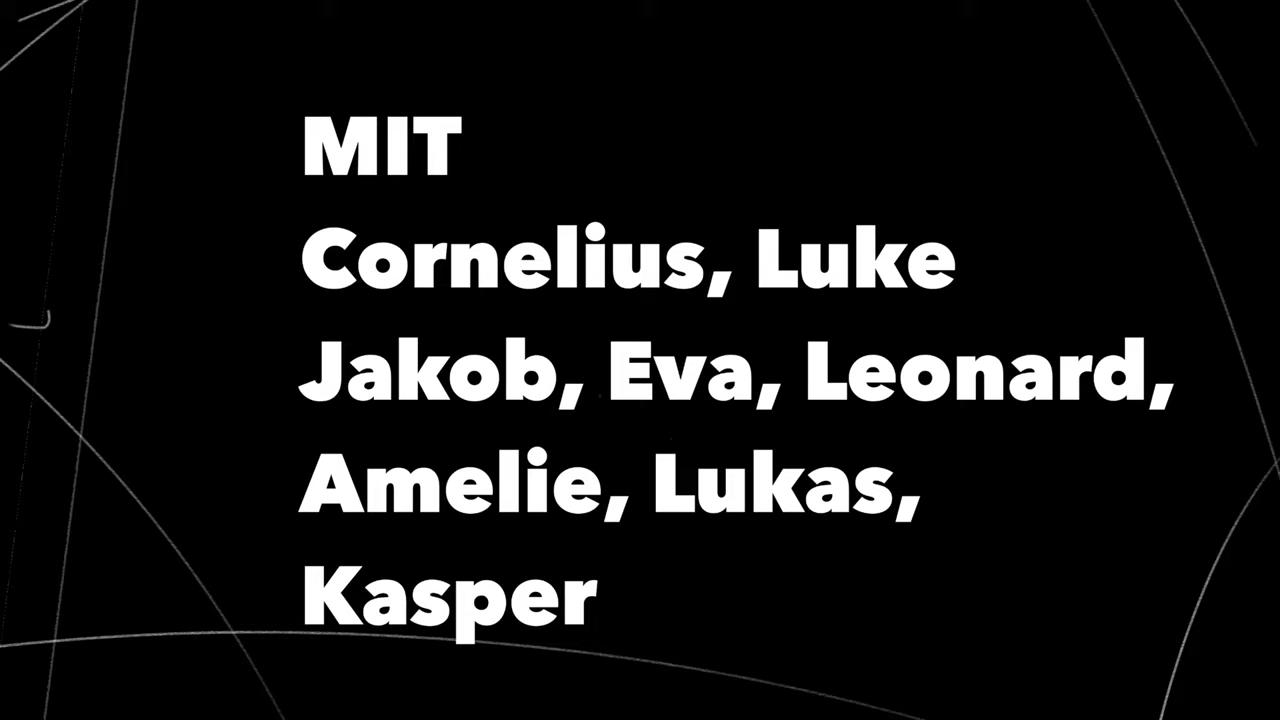 MIT
Cornelius, Luke
Jakob, Eva, Leonard,
Amelie, Lukas,
Kasper